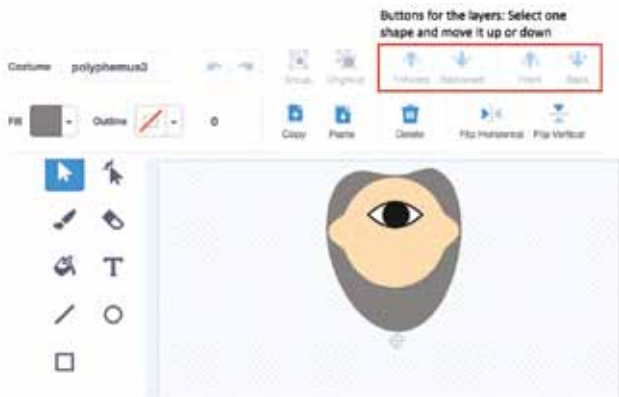 Buttons for the layers: Select one
shape and move it up or down
Costume polyphemus3
Group Ungroup Forward Backward Front Back
Fill Outline 0
Copy Paste Delete Flip Horizontal Flip Vertical
T